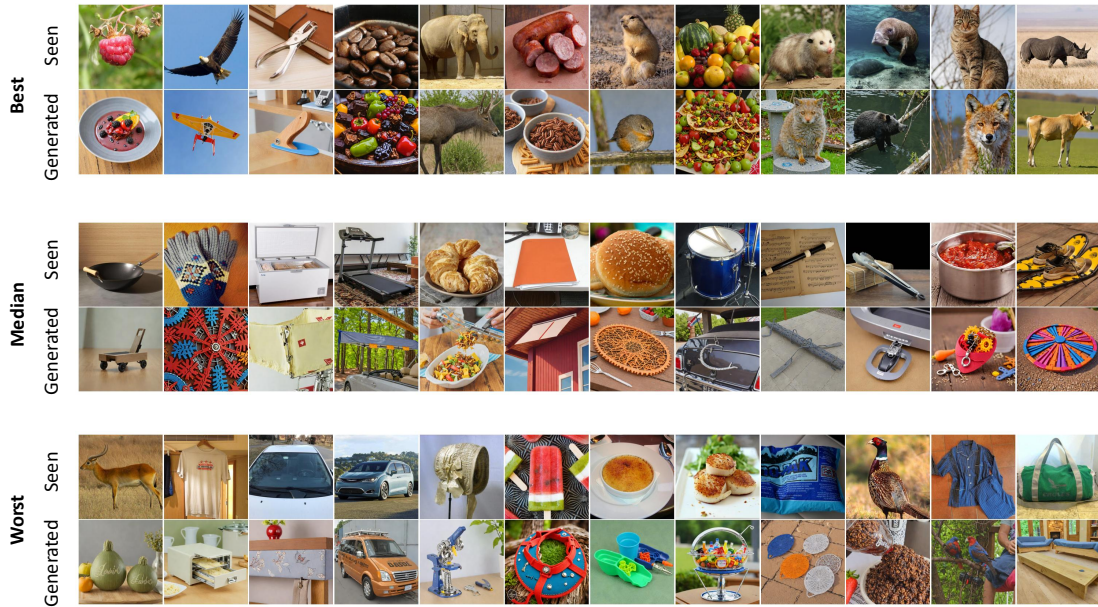 Best
Seen
Generated
Median
Seen
Generated
Worst
Seen
Generated